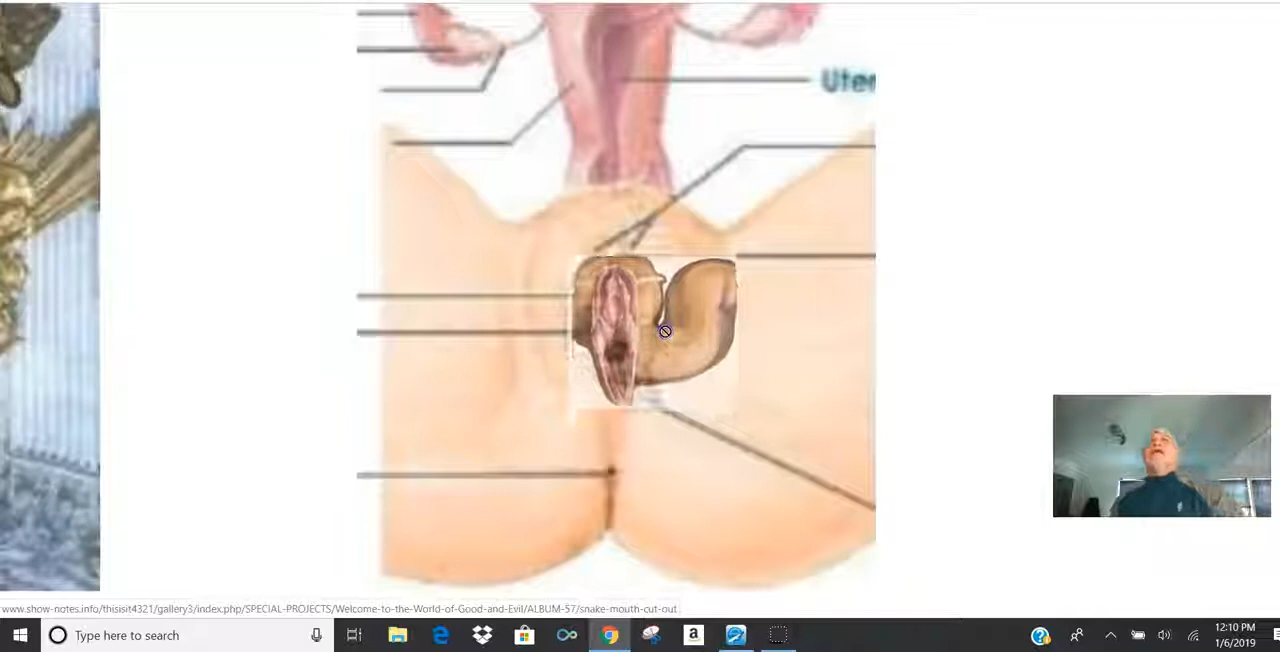 Uter
www.show-notes.info/thisisit4321/gallery3/index.php/SPECIAL-PROJECTS/Welcome-to-the-World-of-Good-and-Evil/ALBUM-57/snake-mouth-cut-out
Type here to search
12:10 PM
1/6/2019